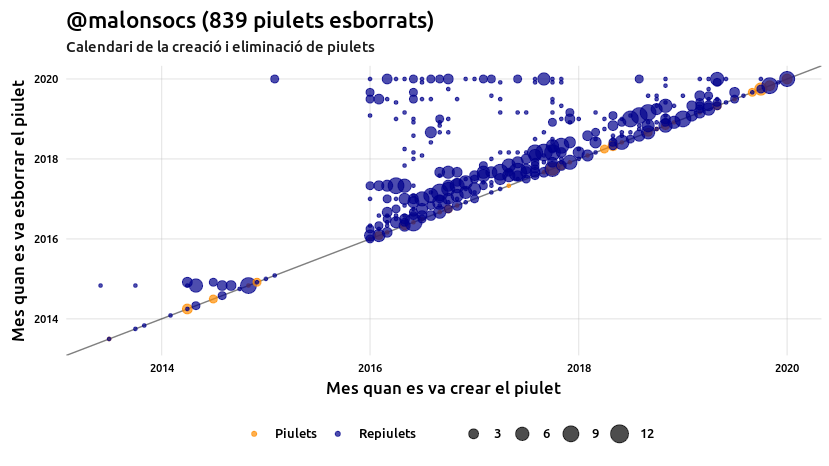 @malonsocs (839 piulets esborrats)
Calendari de la creació i eliminació de piulets
Mes quan es va esborrar el piulet
2020
2018
2016
2014
2014
2016
2018
2020
Mes quan es va crear el piulet
Piulets
Repiulets
3
6
9
12